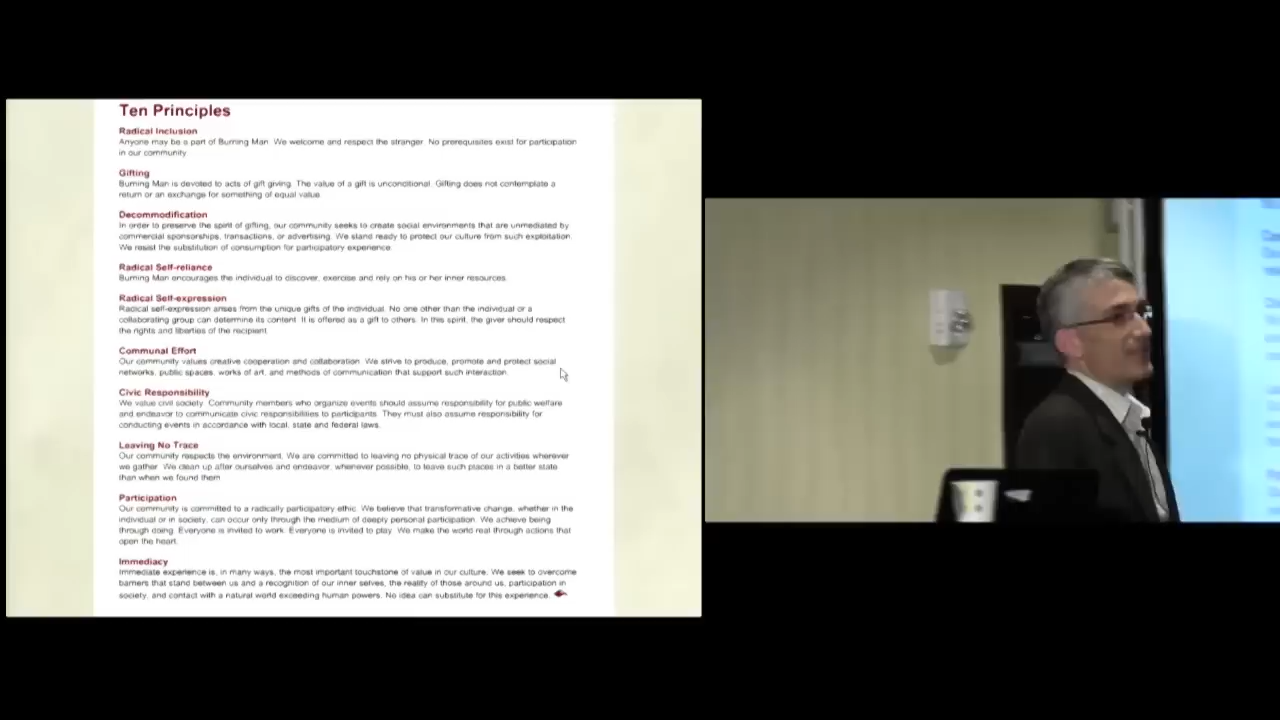 Ten Principles
Radical Inclusion
Anyone may be a part of Burning Man. We welcome and respect the stranger. No prerequisites exist for participation
in our community.
Gifting
Burning Man is devoted to acts of gift giving. The value of a gift is unconditional. Gifting does not contemplate a
return or an exchange for something of equal value.
Decommodification
In order to preserve the spirit of gifting, our community seeks to create social environments that are unmediated by
commercial sponsorships, transactions, or advertising. We stand ready to protect our culture from such exploitation.
We resist the substitution of consumption for participatory experience.
Radical Self-reliance
Burning Man encourages the individual to discover, exercise and rely on his or her inner resources.
Radical Self-expression
Radical self-expression arises from the unique gifts of the individual. No one other than the individual or a
collaborating group can determine its content. It is offered as a gift to others. In this spirit, the giver should respect
the rights and liberties of the recipient.
Communal Effort
Our community values creative cooperation and collaboration. We strive to produce, promote and protect social
networks, public spaces, works of art, and methods of communication that support such interaction.
Civic Responsibility
We value civil society. Community members who organize events should assume responsibility for public welfare
and endeavor to communicate civic responsibilities to participants. They must also assume responsibility for
conducting events in accordance with local, state and federal laws.
Leaving No Trace
Our community respects the environment. We are committed to leaving no physical trace of our activities wherever
we gather. We clean up after ourselves and endeavor, whenever possible, to leave such places in a better state
than when we found them.
Participation
Our community is committed to a radically participatory ethic. We believe that transformative change, whether in the
individual or in society, can occur only through the medium of deeply personal participation. We achieve being
through doing. Everyone is invited to work. Everyone is invited to play. We make the world real through actions that
open the heart.
Immediacy
Immediate experience is, in many ways, the most important touchstone of value in our culture. We seek to overcome
barriers that stand between us and a recognition of our inner selves, the reality of those around us, participation in
society, and contact with a natural world exceeding human powers. No idea can substitute for this experience.